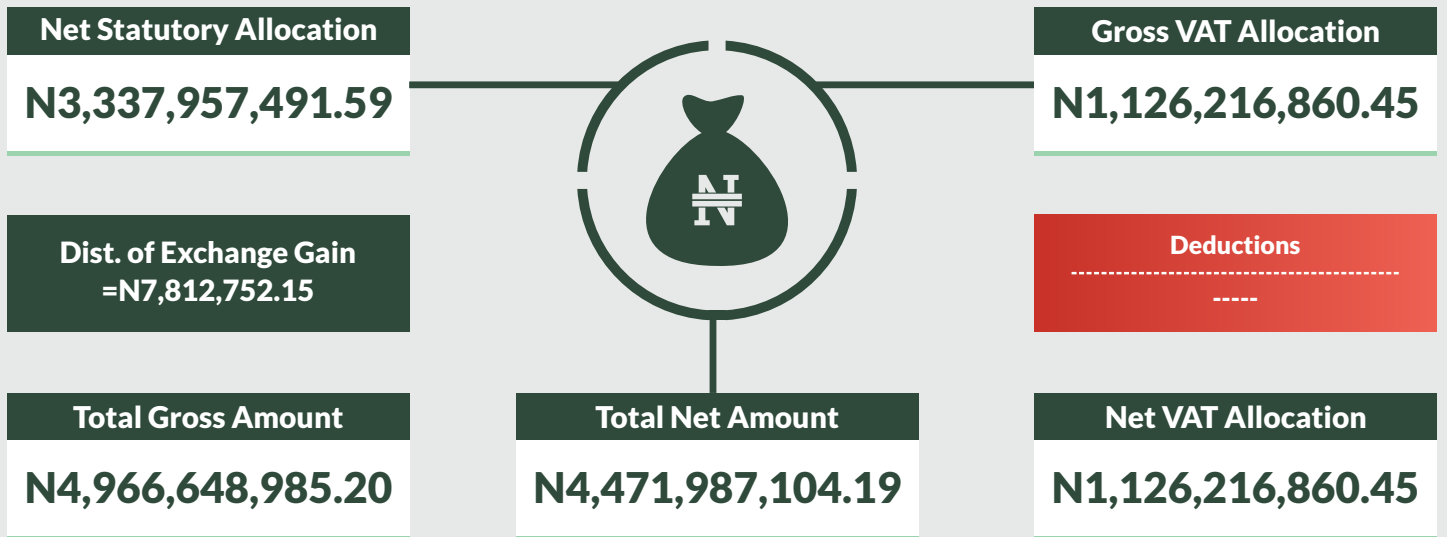 Net Statutory Allocation
N3,337,957,491.59
Gross VAT Allocation
N1,126,216,860.45
₦
Dist. of Exchange Gain
=N7,812,752.15
Deductions
--------------------------------------------
-----
Total Gross Amount
N4,966,648,985.20
Total Net Amount
N4,471,987,104.19
Net VAT Allocation
N1,126,216,860.45